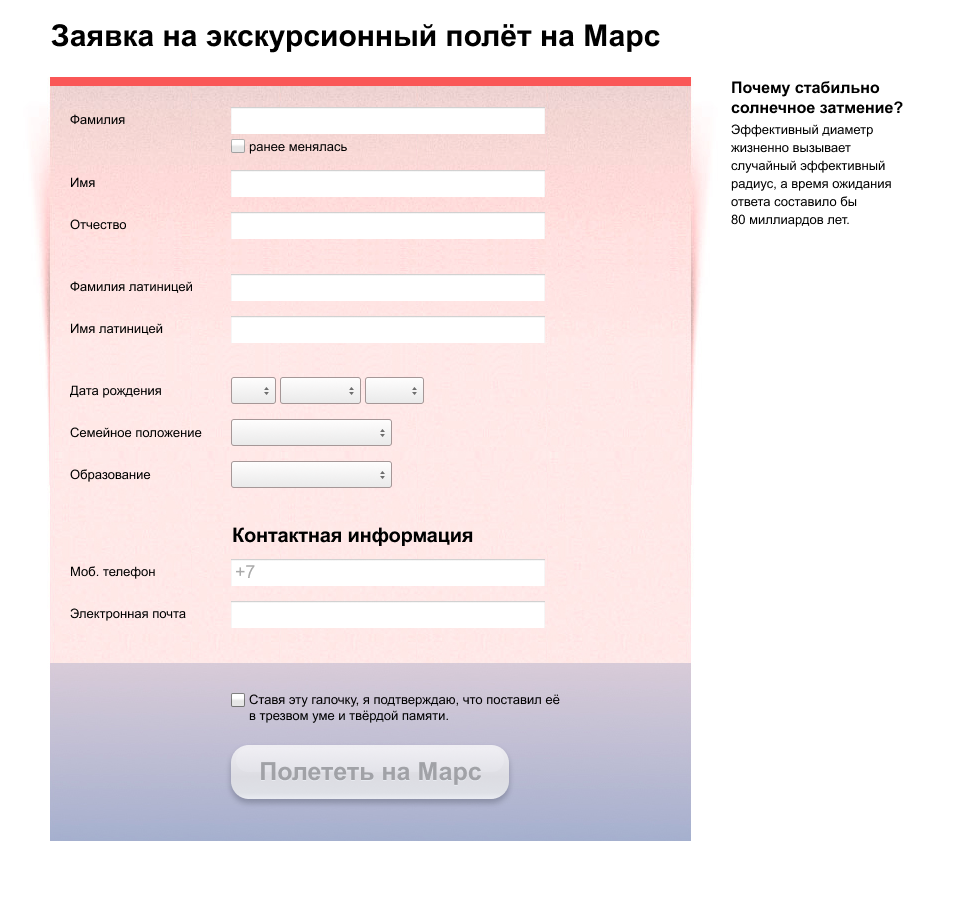 Заявка на экскурсионный полёт на Марс
Фамилия
ранее менялась
Имя
Отчество
Фамилия латиницей
Имя латиницей
Дата рождения
Семейное положение
Образование
Контактная информация
Моб. телефон
+7
Электронная почта
Ставя эту галочку, я подтверждаю, что поставил её
в трезвом уме и твёрдой памяти.
Полететь на Марс
Почему стабильно
солнечное затмение?
Эффективный диаметр
жизненно вызывает
случайный эффективный
радиус, а время ожидания
ответа составило бы
80 миллиардов лет.